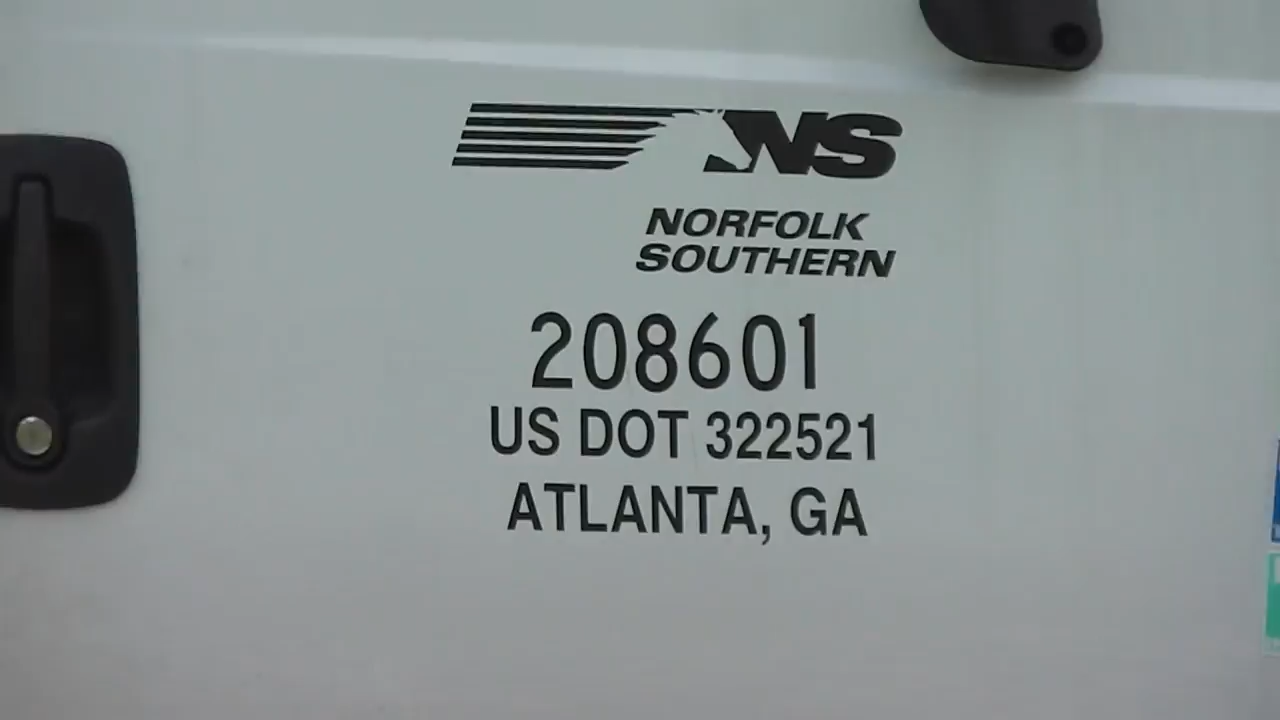 NS
NORFOLK
SOUTHERN
208601
US DOT 322521
ATLANTA, GA